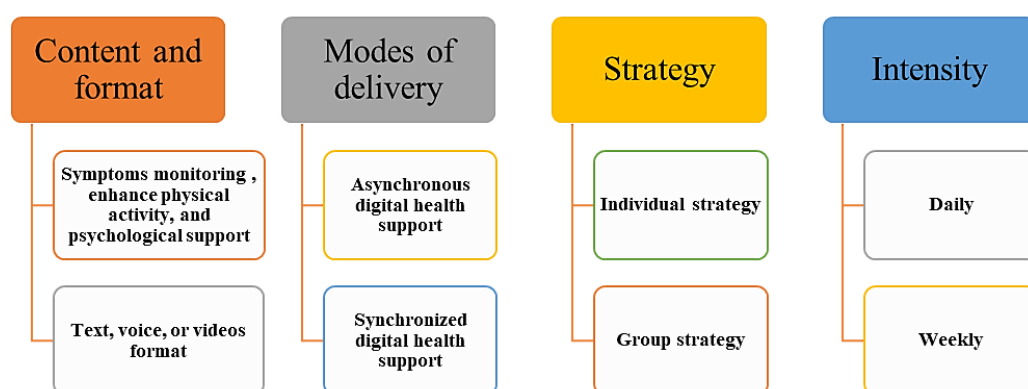 Content and
format
Symptoms monitoring ,
enhance physical
activity, and
psychological support
Text, voice, or videos
format
Modes of
delivery
Asynchronous
digital health
support
Synchronized
digital health
support
Strategy
Individual strategy
Group strategy
Intensity
Daily
Weekly